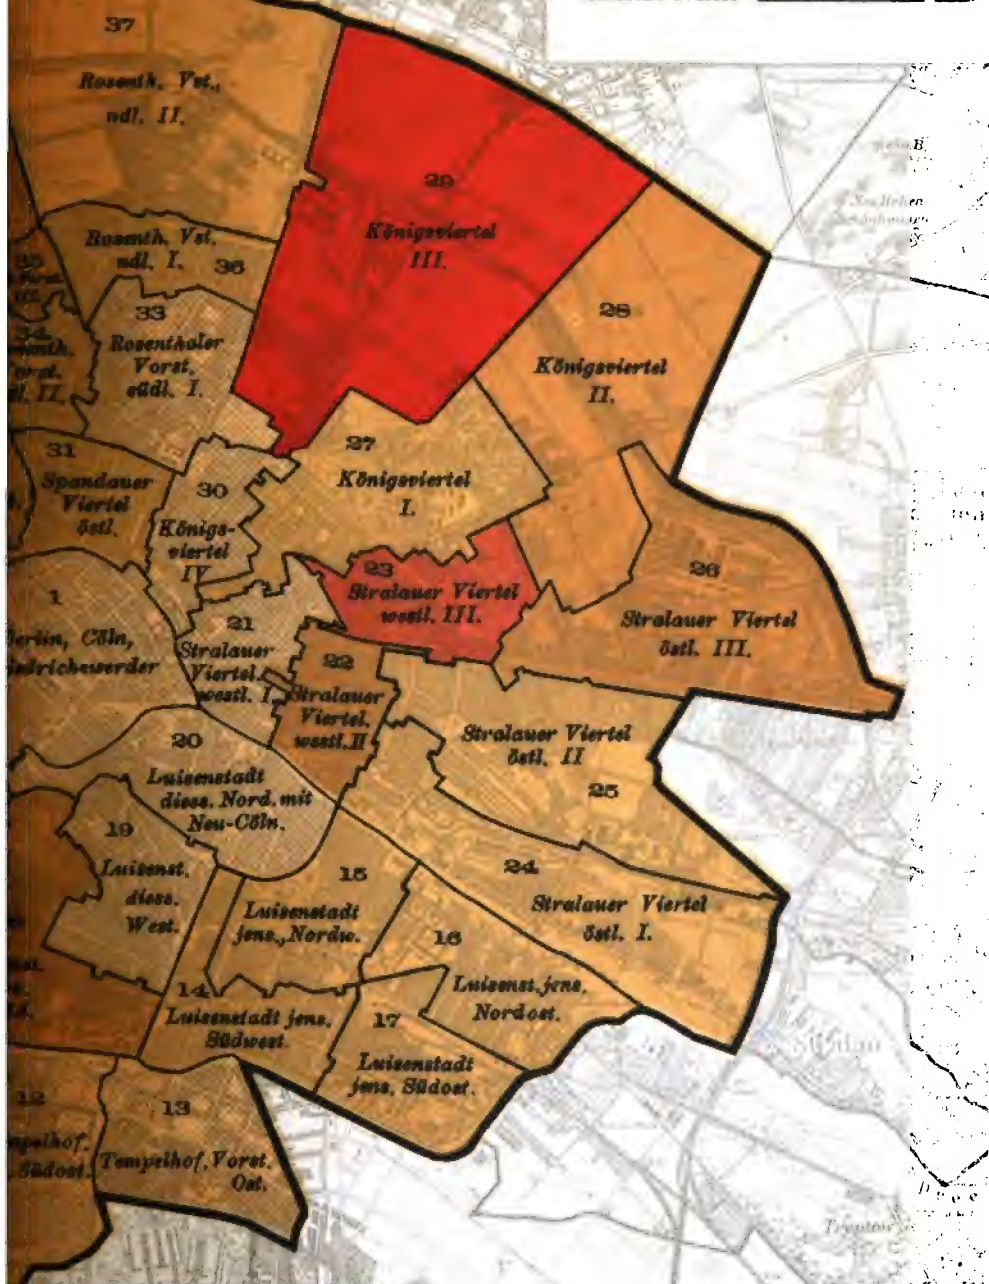 37
Rosenth. Vst.,
ndl. II.
29
Königsviertel
III.
Rosenth. Vst.
ndl. I. 36
33
Rosenthaler
Vorst.
südl. I.
28
Königsviertel
II.
27
Königsviertel
I.
31
Spandauer
Viertel
östl.
30
Königs-
viertel
IV
23
Stralauer Viertel
westl. III.
26
Stralauer Viertel
östl. III.
1
Berlin, Cöln,
21
Stralauer
Viertel.
westl. I.
22
Stralauer
Viertel.
westl. II
Stralauer Viertel
östl. II
25
20
Luisenstadt
diess. Nord. mit
Neu-Cöln.
19
Luisenst.
diess.
West.
15
Luisenstadt
jens., Nordw.
24
Stralauer Viertel
östl. I.
16
Luisenst. jens.
Nordost.
14
Luisenstadt jens.
Südwest.
17
Luisenstadt
jens. Südost.
12
Südost.
13
Tempelhof. Vorst.
Ost.
Stralau